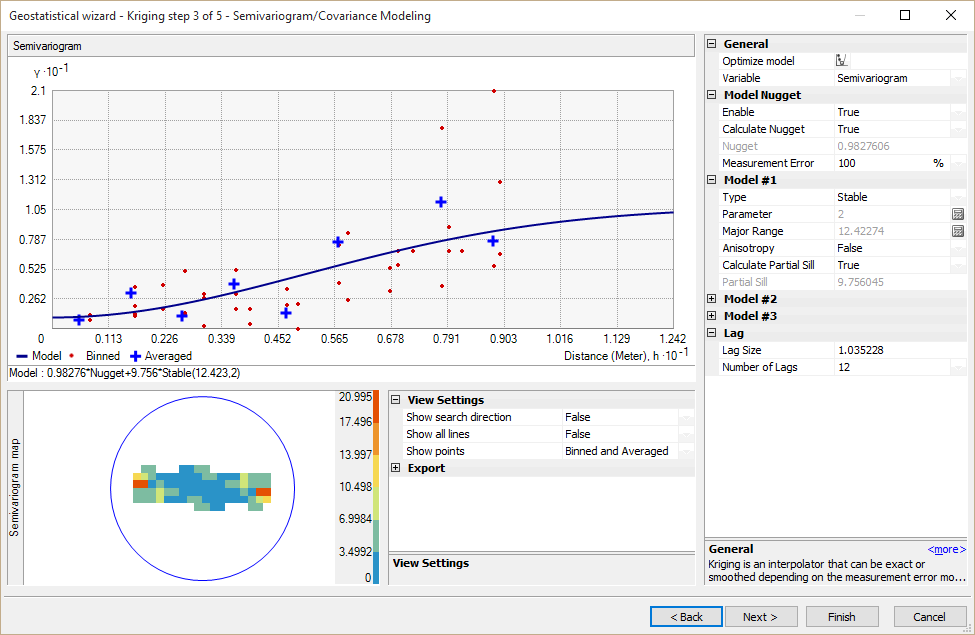 Geostatistical wizard - Kriging step 3 of 5 - Semivariogram/Covariance Modeling
Semivariogram
γ ·10⁻¹
2.1
1.837
1.575
1.312
1.05
0.787
0.525
0.262
0 0.113 0.226 0.339 0.452 0.565 0.678 0.791 0.903 1.016 1.129 1.242
Distance (Meter), h ·10⁻¹
Model Binned Averaged
Model : 0.98276*Nugget+9.756*Stable(12.423,2)
Semivariogram map
20.995
17.496
13.997
10.498
6.9984
3.4992
0
View Settings
Show search direction False
Show all lines False
Show points Binned and Averaged
Export
View Settings
General
Optimize model
Variable Semivariogram
Model Nugget
Enable True
Calculate Nugget True
Nugget 0.9827606
Measurement Error 100 %
Model #1
Type Stable
Parameter 2
Major Range 12.42274
Anisotropy False
Calculate Partial Sill True
Partial Sill 9.756045
Model #2
Model #3
Lag
Lag Size 1.035228
Number of Lags 12
General <more>
Kriging is an interpolator that can be exact or
smoothed depending on the measurement error mo...
< Back Next > Finish Cancel